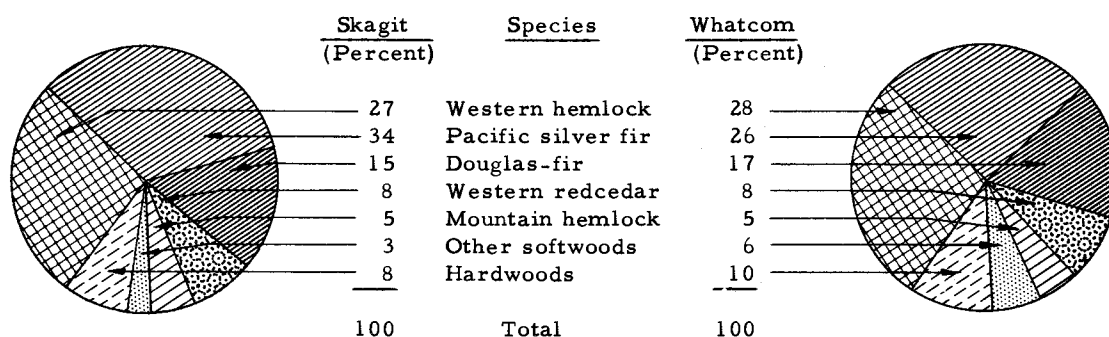 Skagit Species Whatcom
(Percent) (Percent)
27 Western hemlock 28
34 Pacific silver fir 26
15 Douglas-fir 17
8 Western redcedar 8
5 Mountain hemlock 5
3 Other softwoods 6
8 Hardwoods 10
100 Total 100